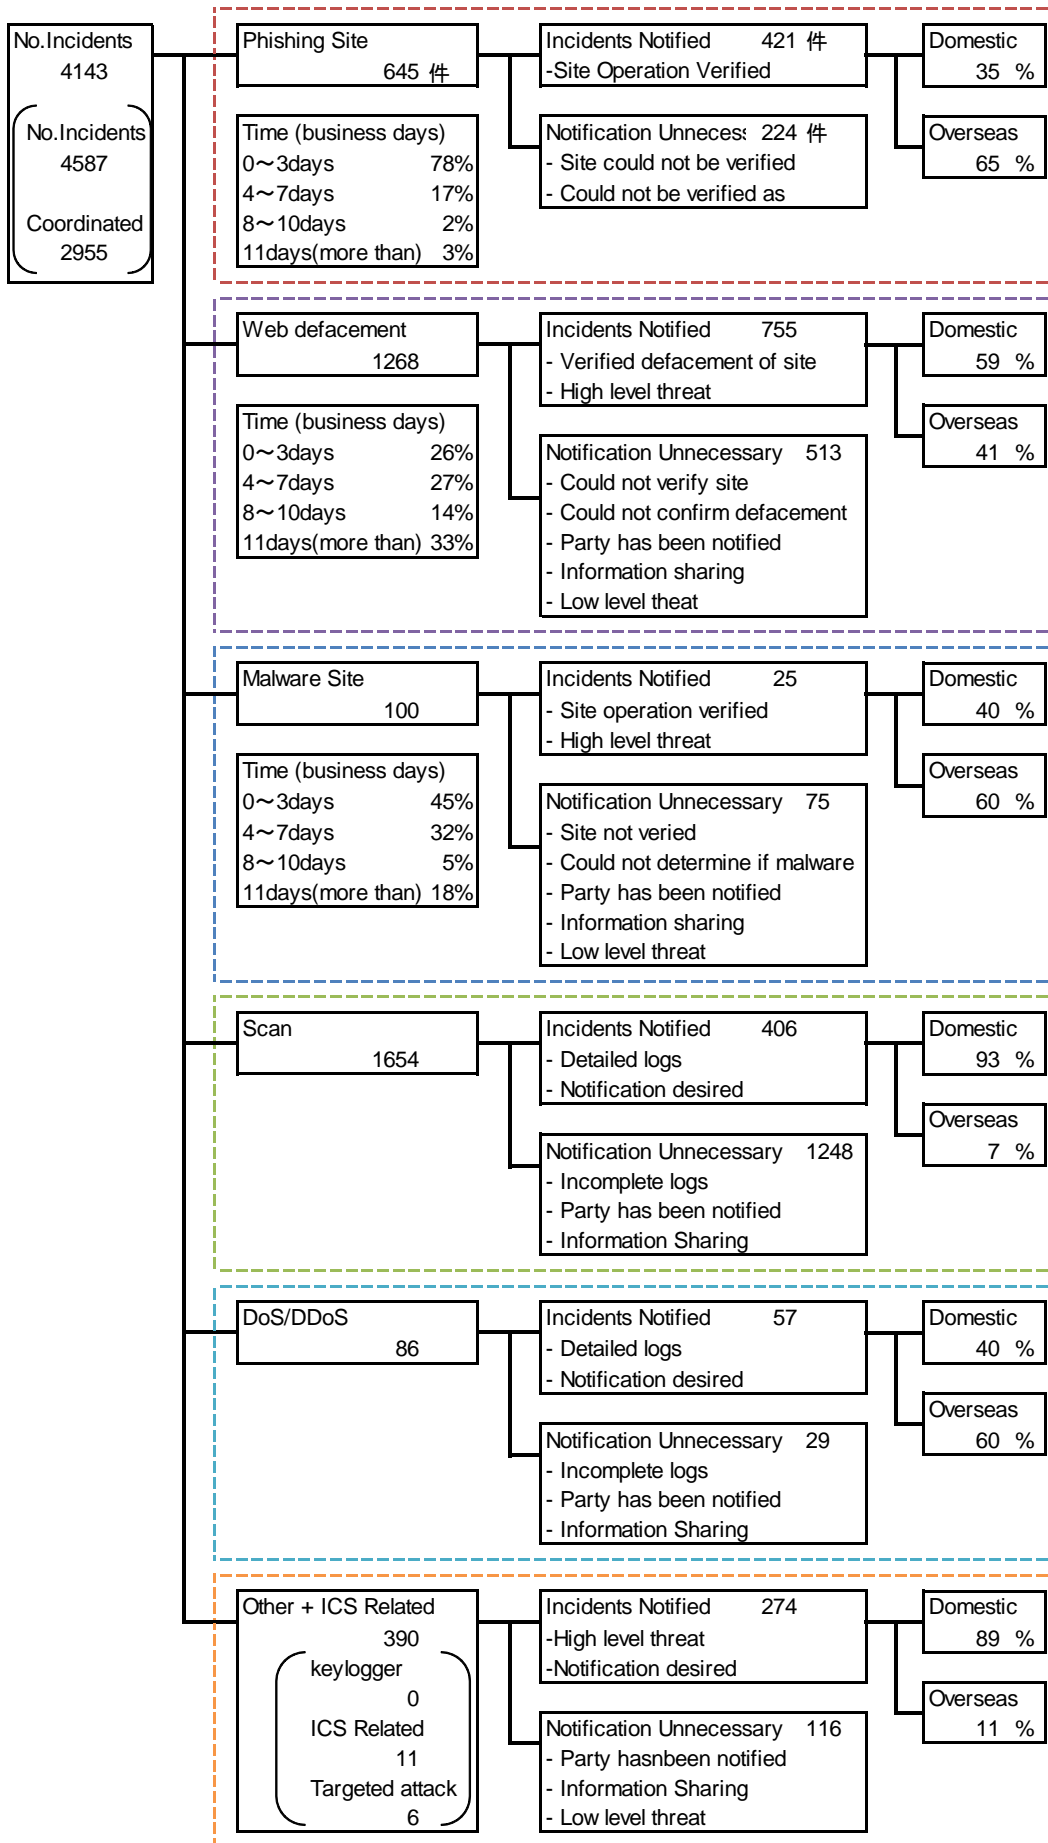 No.Incidents
4143
No.Incidents
4587
Coordinated
2955
Phishing Site
645 件
Time (business days)
0～3days 78%
4～7days 17%
8～10days 2%
11days(more than) 3%
Incidents Notified 421 件
-Site Operation Verified
Notification Unneces 224 件
- Site could not be verified
- Could not be verified as
Domestic
35 %
Overseas
65 %
Web defacement
1268
Time (business days)
0～3days 26%
4～7days 27%
8～10days 14%
11days(more than) 33%
Incidents Notified 755
- Verified defacement of site
- High level threat
Notification Unnecessary 513
- Could not verify site
- Could not confirm defacement
- Party has been notified
- Information sharing
- Low level theat
Domestic
59 %
Overseas
41 %
Malware Site
100
Time (business days)
0～3days 45%
4～7days 32%
8～10days 5%
11days(more than) 18%
Incidents Notified 25
- Site operation verified
- High level threat
Notification Unnecessary 75
- Site not veried
- Could not determine if malware
- Party has been notified
- Information sharing
- Low level threat
Domestic
40 %
Overseas
60 %
Scan
1654
Incidents Notified 406
- Detailed logs
- Notification desired
Notification Unnecessary 1248
- Incomplete logs
- Party has been notified
- Information Sharing
Domestic
93 %
Overseas
7 %
DoS/DDoS
86
Incidents Notified 57
- Detailed logs
- Notification desired
Notification Unnecessary 29
- Incomplete logs
- Party has been notified
- Information Sharing
Domestic
40 %
Overseas
60 %
Other + ICS Related
390
keylogger
0
ICS Related
11
Targeted attack
6
Incidents Notified 274
-High level threat
-Notification desired
Notification Unnecessary 116
- Party hasnbeen notified
- Information Sharing
- Low level threat
Domestic
89 %
Overseas
11 %